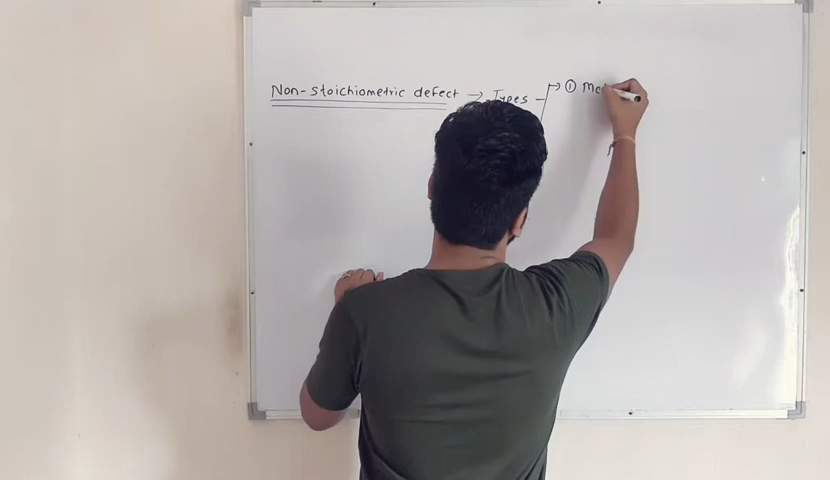 Non-stoichiometric defect → Types → ① Me